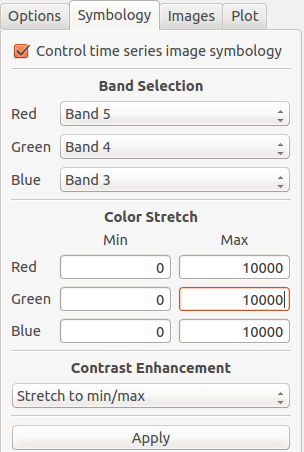 Options Symbology Images Plot
Control time series image symbology
Band Selection
Red Band 5
Green Band 4
Blue Band 3
Color Stretch
Min Max
Red 0 10000
Green 0 10000
Blue 0 10000
Contrast Enhancement
Stretch to min/max
Apply